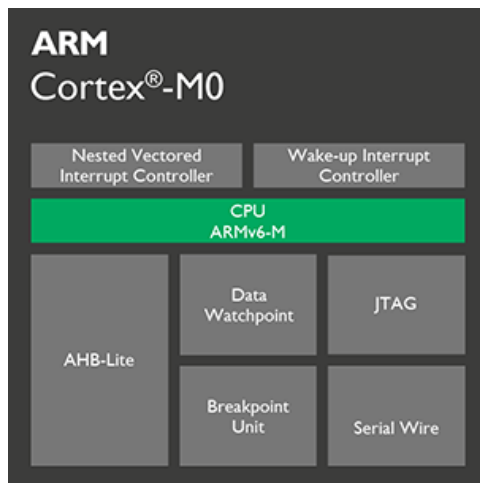 ARM
Cortex®-M0
Nested Vectored
Interrupt Controller
Wake-up Interrupt
Controller
CPU
ARMv6-M
AHB-Lite
Data
Watchpoint
JTAG
Breakpoint
Unit
Serial Wire